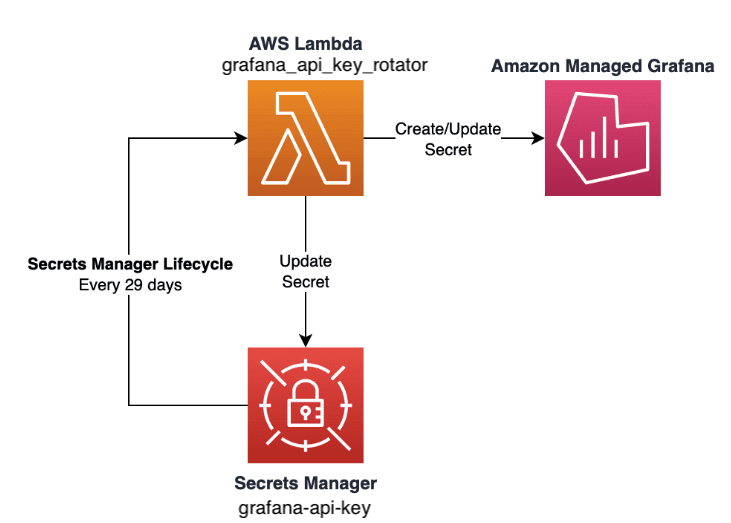 AWS Lambda
grafana_api_key_rotator
Amazon Managed Grafana
Create/Update
Secret
Secrets Manager Lifecycle
Every 29 days
Update
Secret
Secrets Manager
grafana-api-key